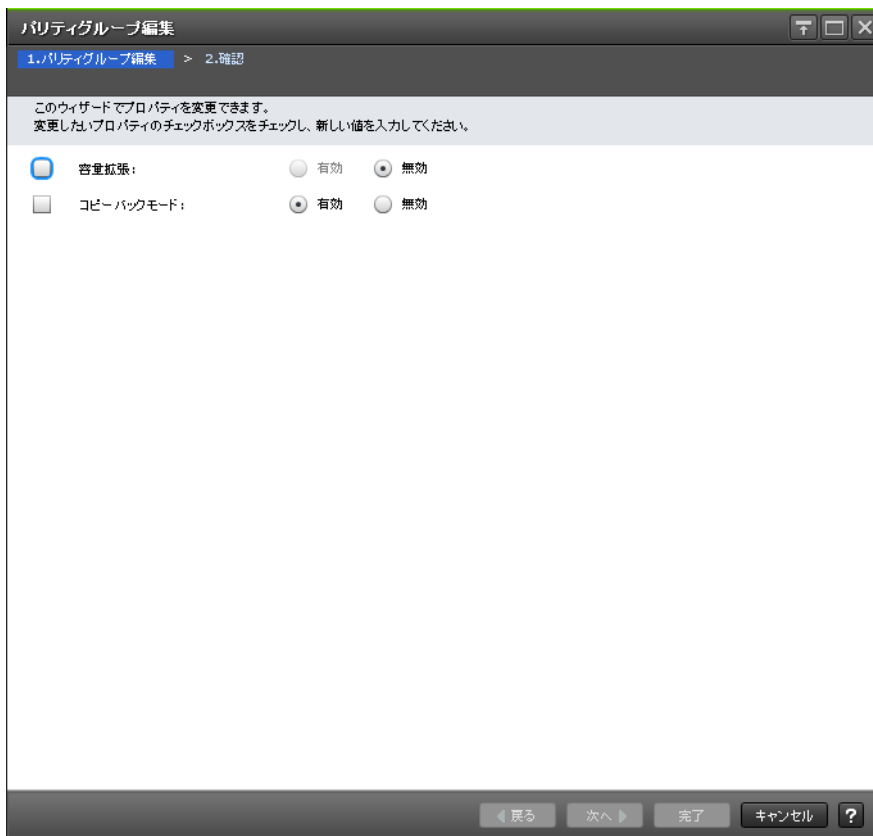 パリティグループ編集
1.パリティグループ編集 > 2.確認
このウィザードでプロパティを変更できます。
変更したいプロパティのチェックボックスをチェックし、新しい値を入力してください。
容量拡張: 有効 無効
コピーバックモード: 有効 無効
戻る 次へ 完了 キャンセル ?